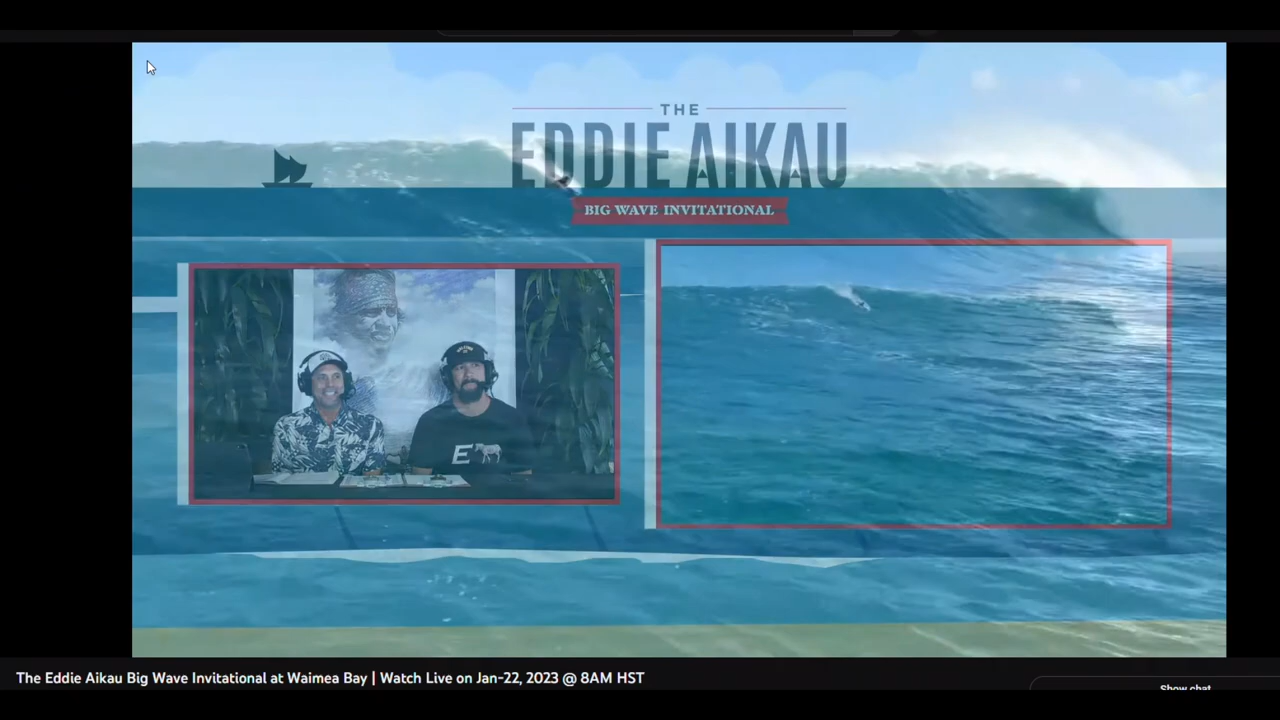 THE
EDDIE AIKAU
BIG WAVE INVITATIONAL
E
The Eddie Aikau Big Wave Invitational at Waimea Bay | Watch Live on Jan-22, 2023 @ 8AM HST
Show chat